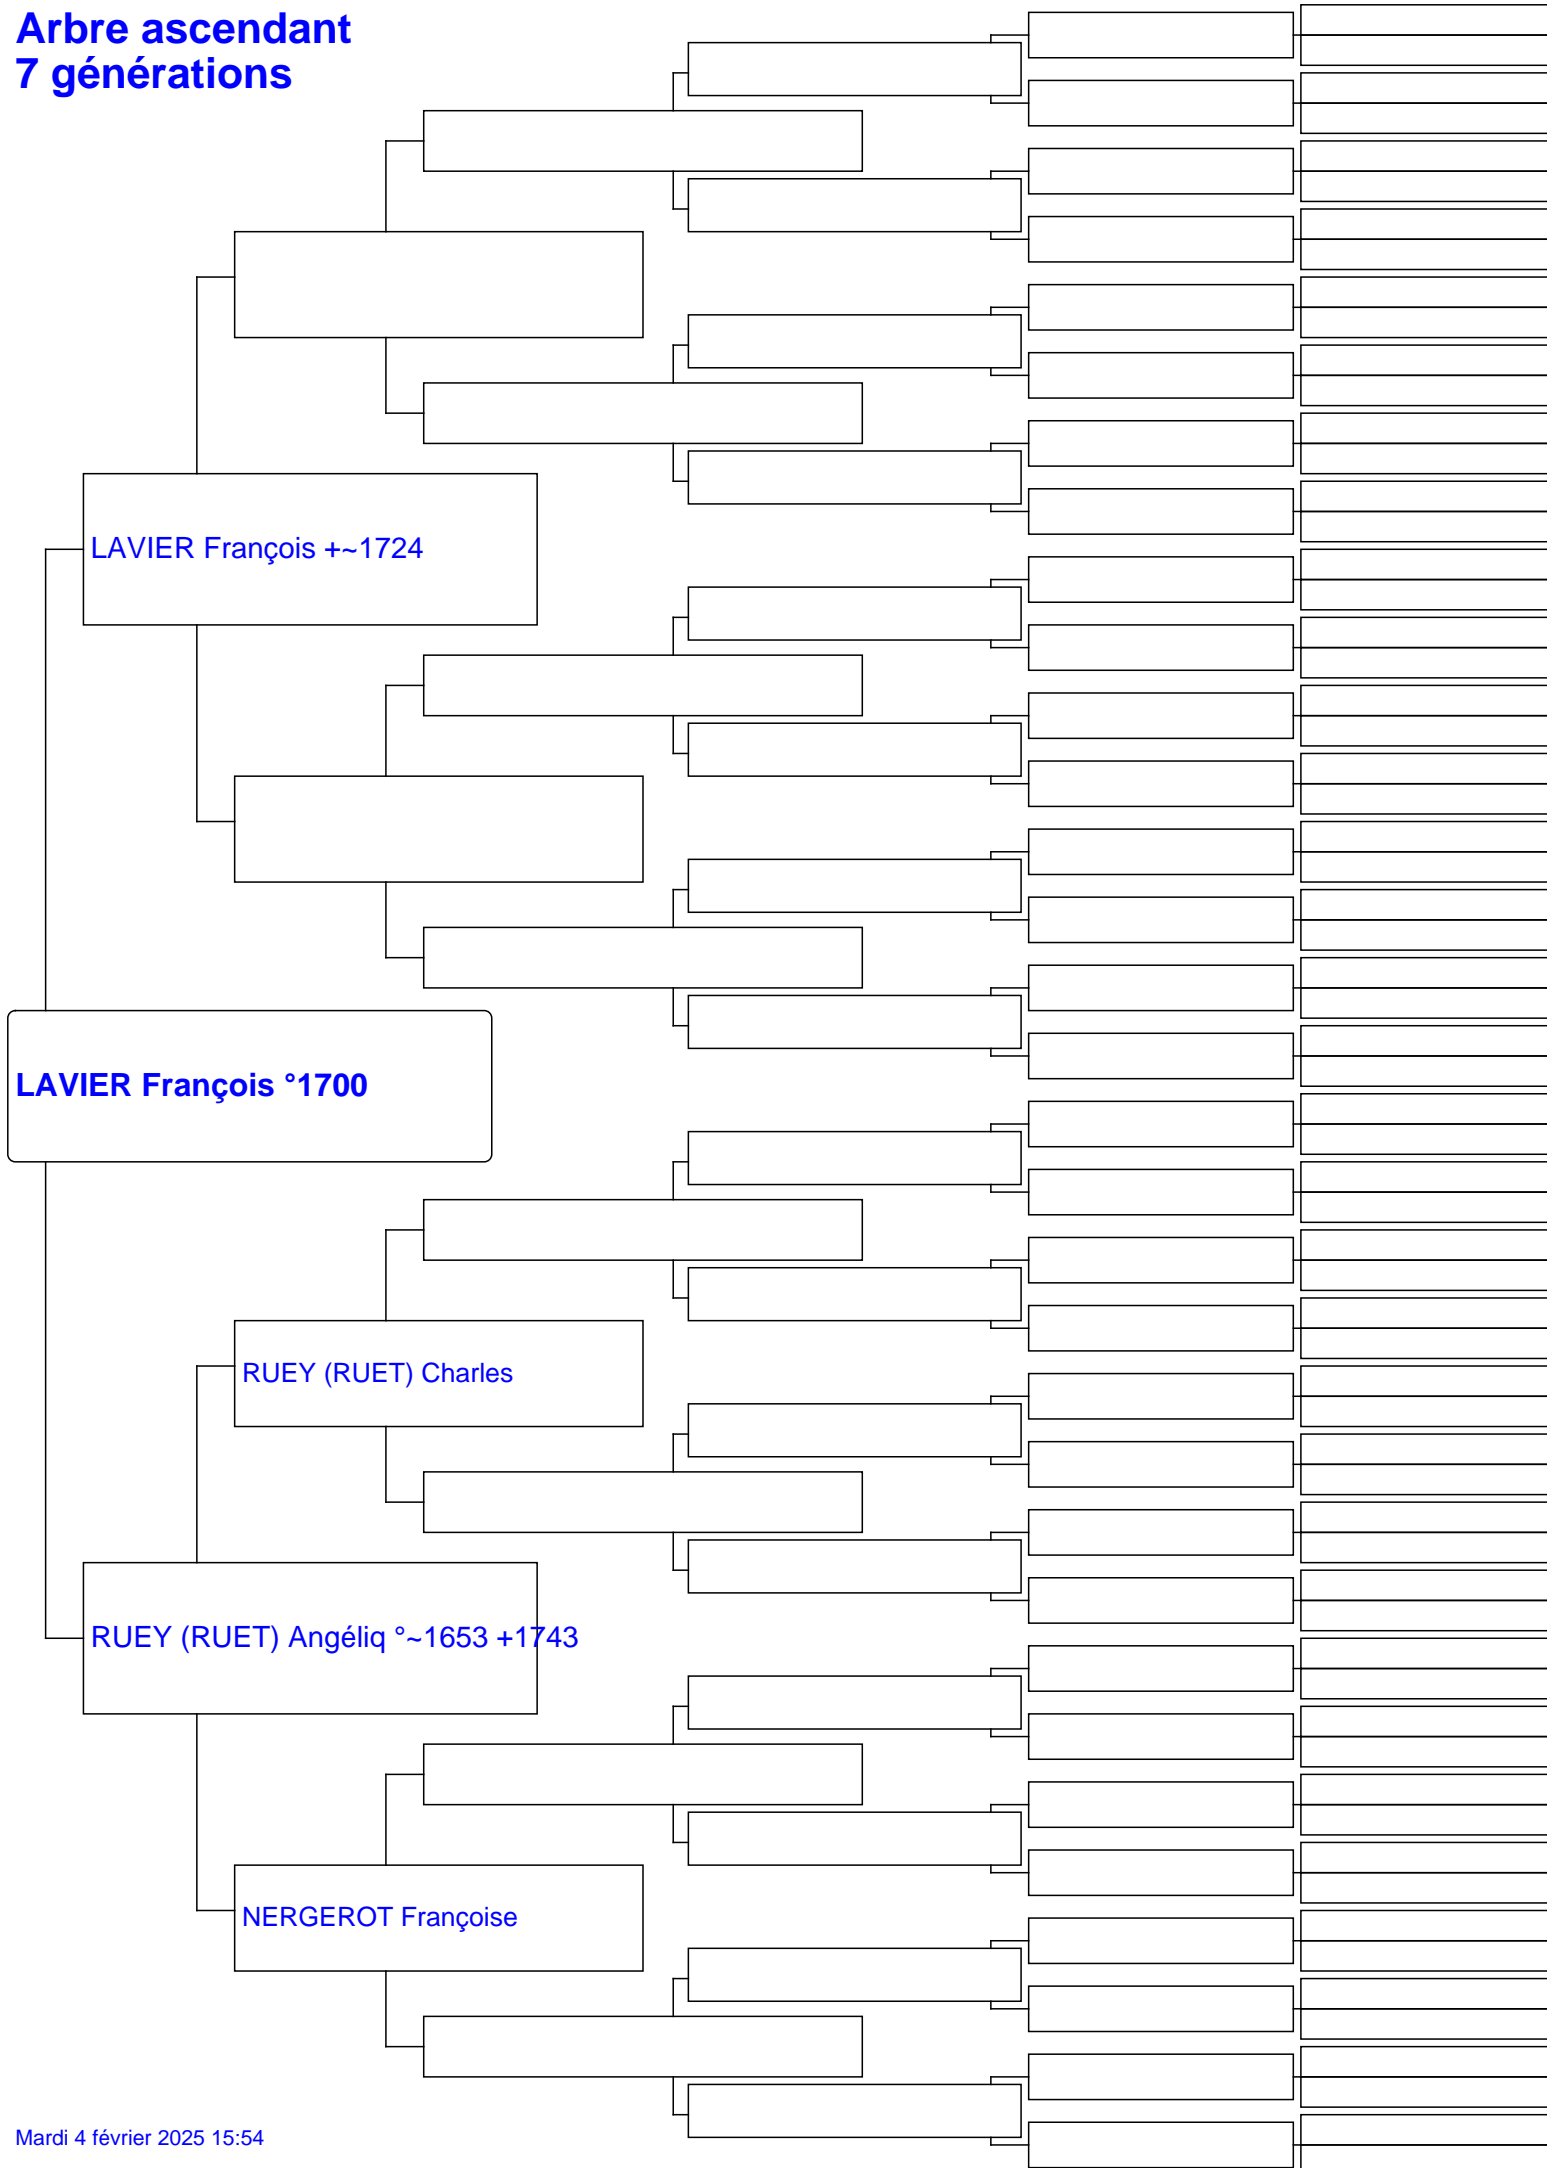 Arbre ascendant
7 générations
LAVIER François +~1724
LAVIER François °1700
RUEY (RUET) Charles
RUEY (RUET) Angéliq °~1653 +1743
NERGEROT Françoise
Mardi 4 février 2025 15:54